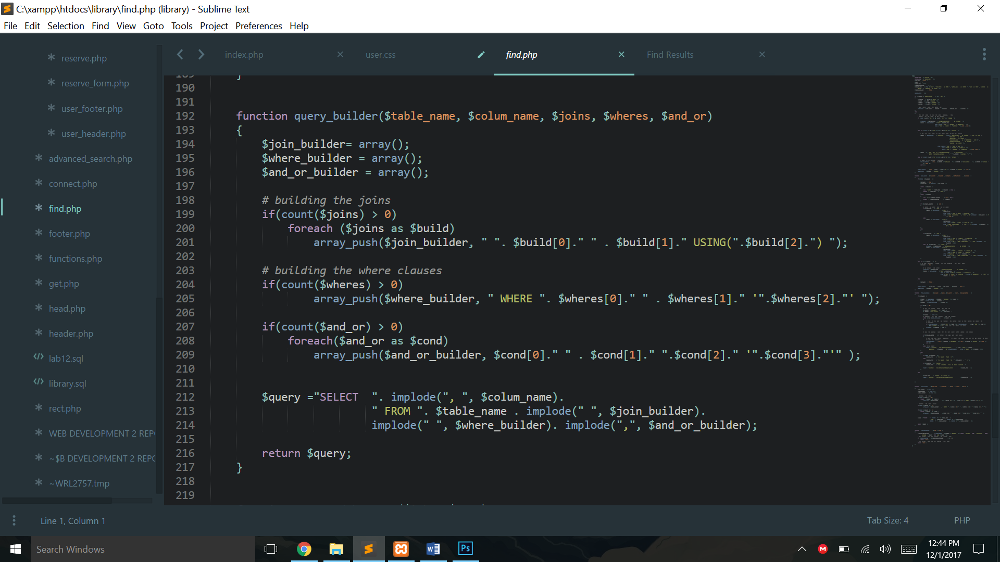 C:\xampp\htdocs\library\find.php (library) - Sublime Text
File Edit Selection Find View Goto Tools Project Preferences Help
reserve.php
reserve_form.php
user_footer.php
user_header.php
advanced_search.php
connect.php
find.php
footer.php
functions.php
get.php
head.php
header.php
lab12.sql
library.sql
rect.php
WEB DEVELOPMENT 2 REP
~$B DEVELOPMENT 2 REP
~WRL2757.tmp
index.php user.css find.php Find Results
189 }
190
191
192 function query_builder($table_name, $colum_name, $joins, $wheres, $and_or)
193 {
194 $join_builder= array();
195 $where_builder = array();
196 $and_or_builder = array();
197
198 # building the joins
199 if(count($joins) > 0)
200 foreach ($joins as $build)
201 array_push($join_builder, " ". $build[0]." " . $build[1]." USING(".$build[2].") ");
202
203 # building the where clauses
204 if(count($wheres) > 0)
205 array_push($where_builder, " WHERE ". $wheres[0]." " . $wheres[1]." '".$wheres[2]."' ");
206
207 if(count($and_or) > 0)
208 foreach($and_or as $cond)
209 array_push($and_or_builder, $cond[0]." " . $cond[1]." ".$cond[2]." '".$cond[3]."'" );
210
211
212 $query ="SELECT  ". implode(", ", $colum_name).
213 " FROM ". $table_name . implode(" ", $join_builder).
214 implode(" ", $where_builder). implode(",", $and_or_builder);
215
216 return $query;
217 }
218
219
Line 1, Column 1
Tab Size: 4 PHP
Search Windows
12:44 PM
12/1/2017